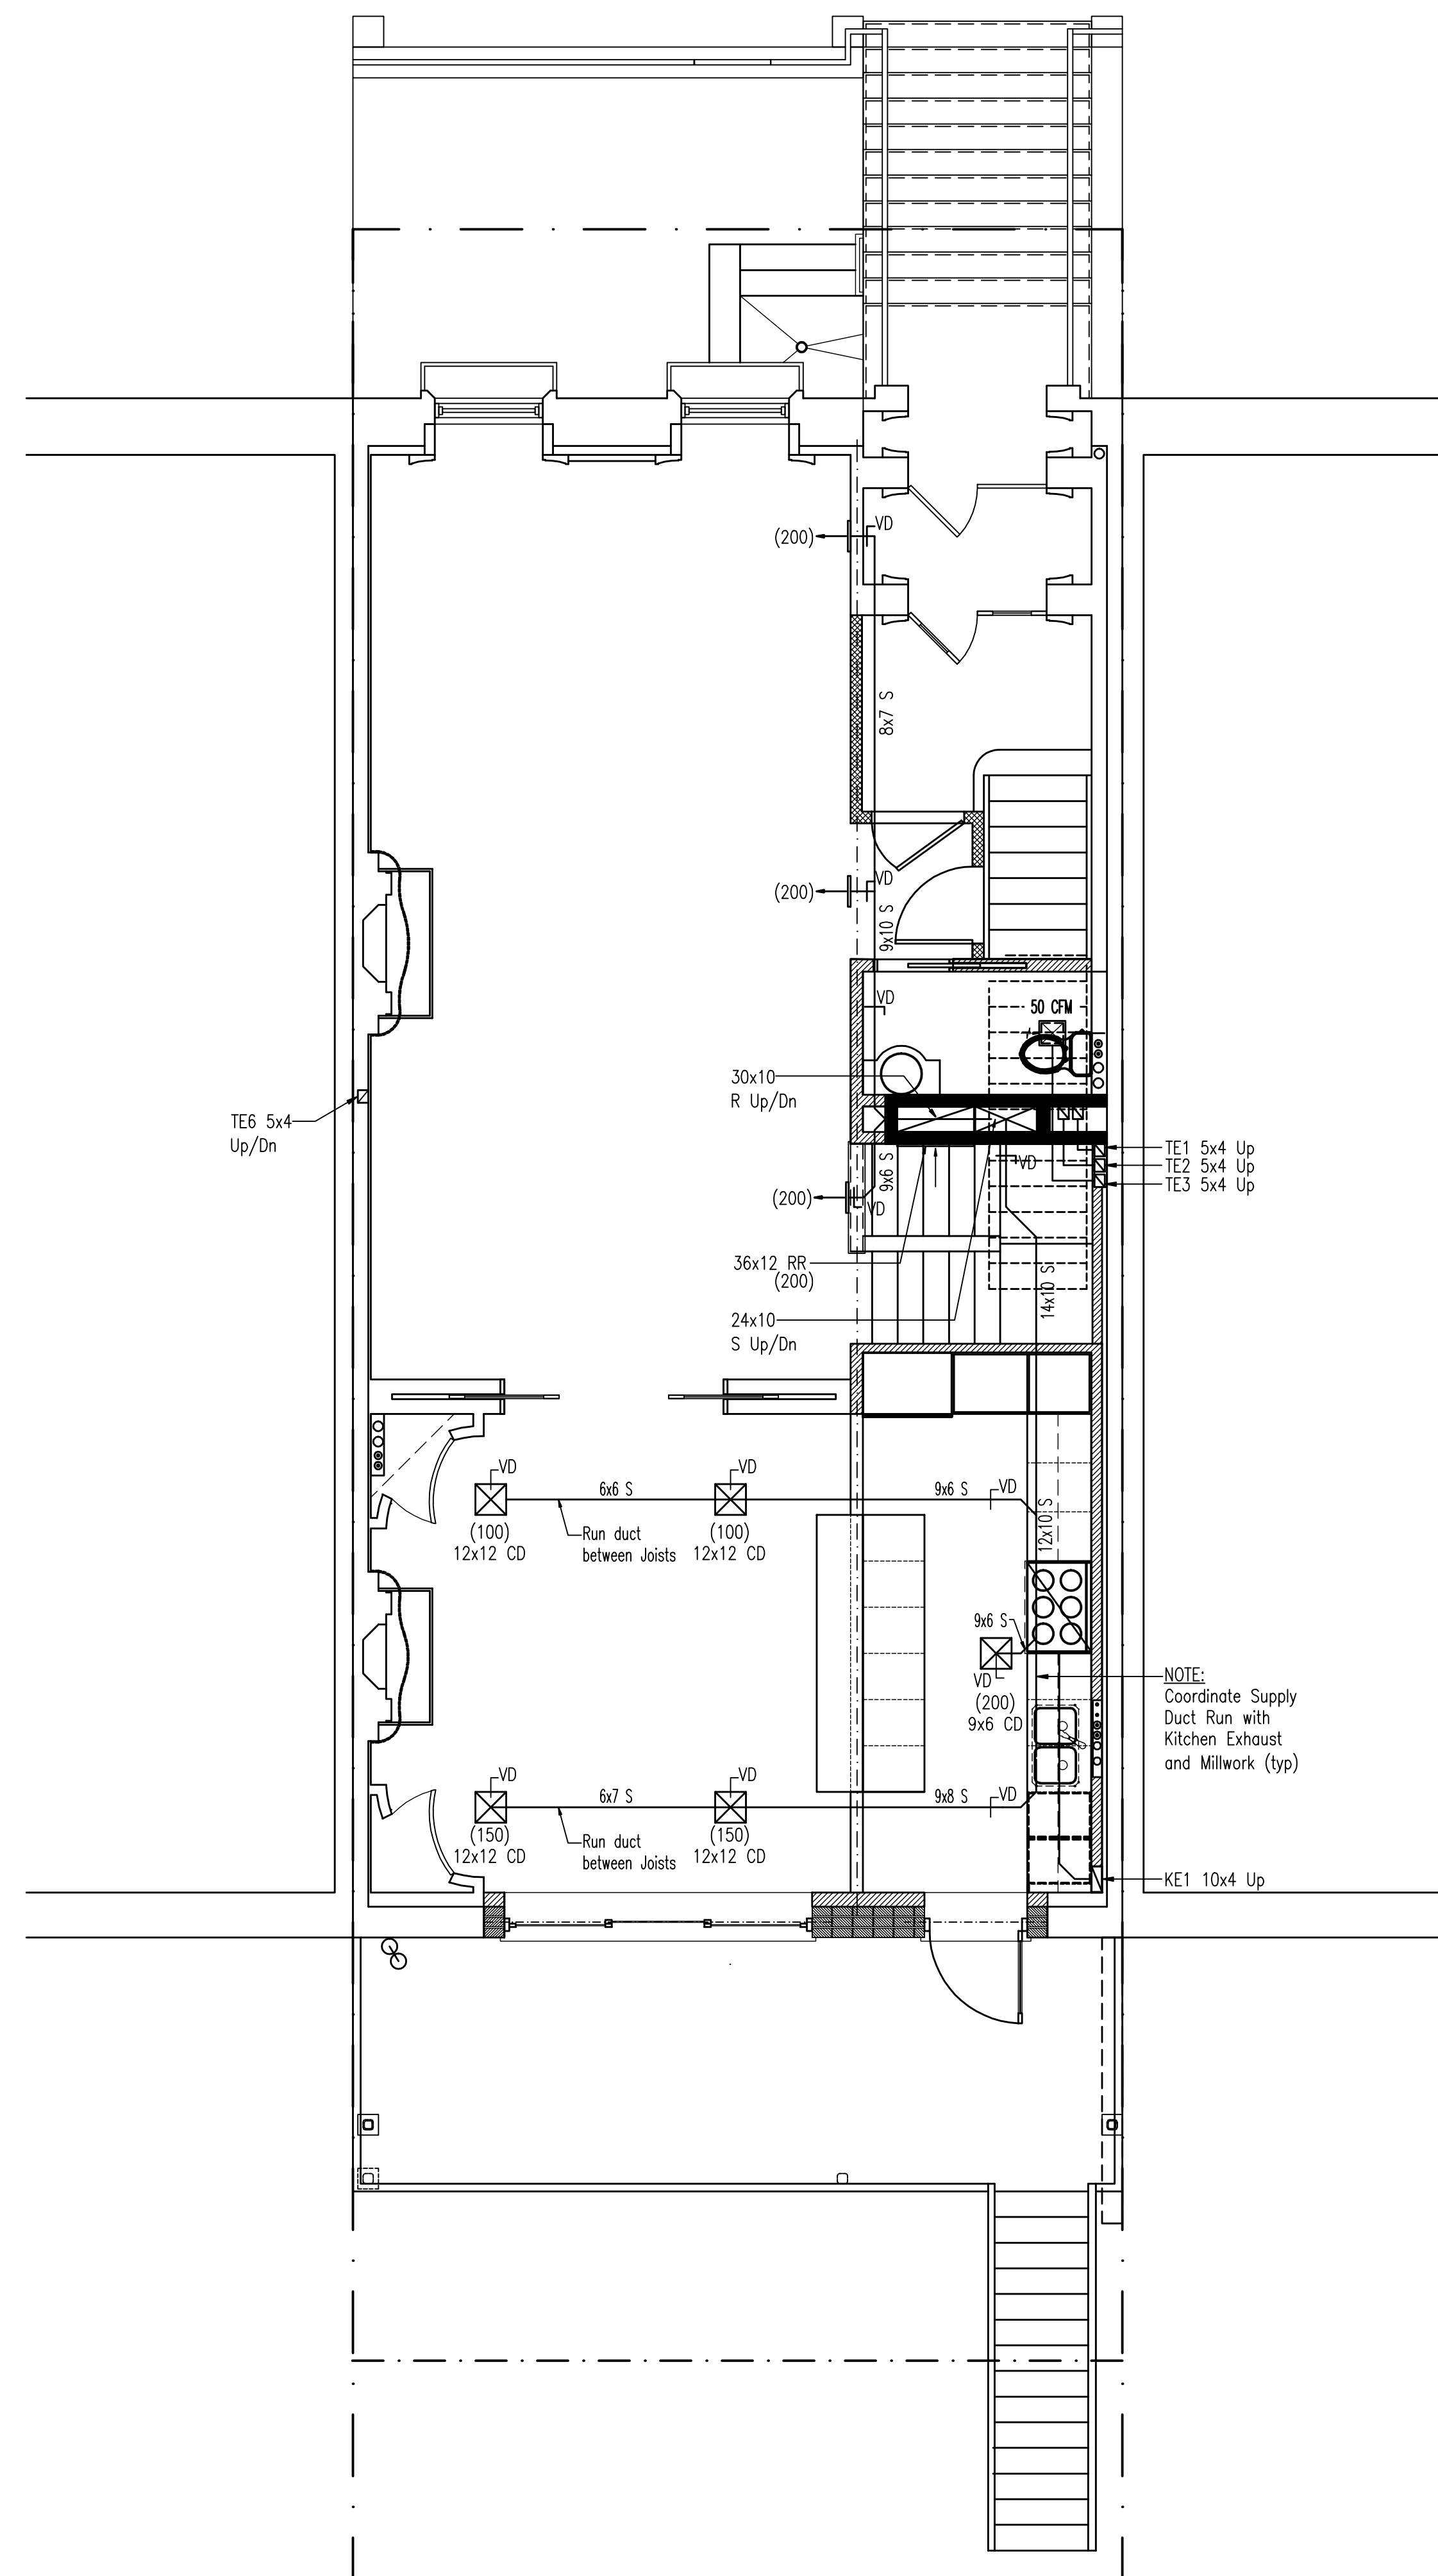 (200)
VD
8x7 S
(200)
VD
9x10 S
VD
50 CFM
30x10
R Up/Dn
TE6 5x4
Up/Dn
TE1 5x4 Up
TE2 5x4 Up
TE3 5x4 Up
VD
9x6 S
(200)
VD
36x12 RR
(200)
14x10 S
24x10
S Up/Dn
VD
6x6 S
VD
9x6 S
VD
(100)
12x12 CD
Run duct
between Joists
(100)
12x12 CD
12x10 S
9x6 S
VD
(200)
9x6 CD
NOTE:
Coordinate Supply
Duct Run with
Kitchen Exhaust
and Millwork (typ)
VD
6x7 S
VD
9x8 S
VD
(150)
12x12 CD
Run duct
between Joists
(150)
12x12 CD
KE1 10x4 Up